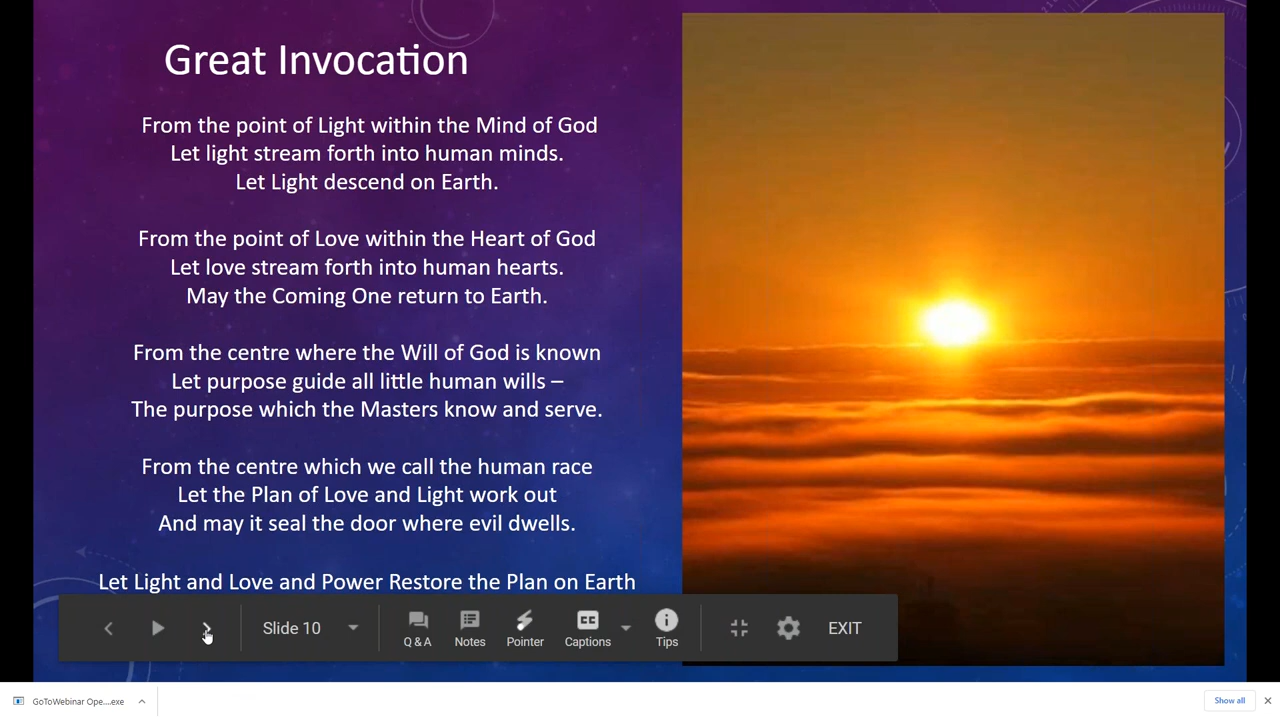 Great Invocation
From the point of Light within the Mind of God
Let light stream forth into human minds.
Let Light descend on Earth.
From the point of Love within the Heart of God
Let love stream forth into human hearts.
May the Coming One return to Earth.
From the centre where the Will of God is known
Let purpose guide all little human wills –
The purpose which the Masters know and serve.
From the centre which we call the human race
Let the Plan of Love and Light work out
And may it seal the door where evil dwells.
Let Light and Love and Power Restore the Plan on Earth
Slide 10
Q & A
Notes
Pointer
CC
Captions
Tips
EXIT
GoToWebinar Ope....exe
Show all